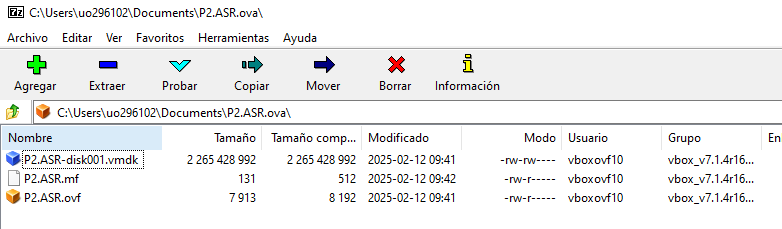 7z C:\Users\uo296102\Documents\P2.ASR.ova\
Archivo Editar Ver Favoritos Herramientas Ayuda
Agregar Extraer Probar Copiar Mover Borrar Información
C:\Users\uo296102\Documents\P2.ASR.ova\
Nombre Tamaño Tamaño comp... Modificado Modo Usuario Grupo En
P2.ASR-disk001.vmdk 2 265 428 992 2 265 428 992 2025-02-12 09:41 -rw-rw---- vboxovf10 vbox_v7.1.4r16...
P2.ASR.mf 131 512 2025-02-12 09:42 -rw-r----- vboxovf10 vbox_v7.1.4r16...
P2.ASR.ovf 7 913 8 192 2025-02-12 09:41 -rw-r----- vboxovf10 vbox_v7.1.4r16...